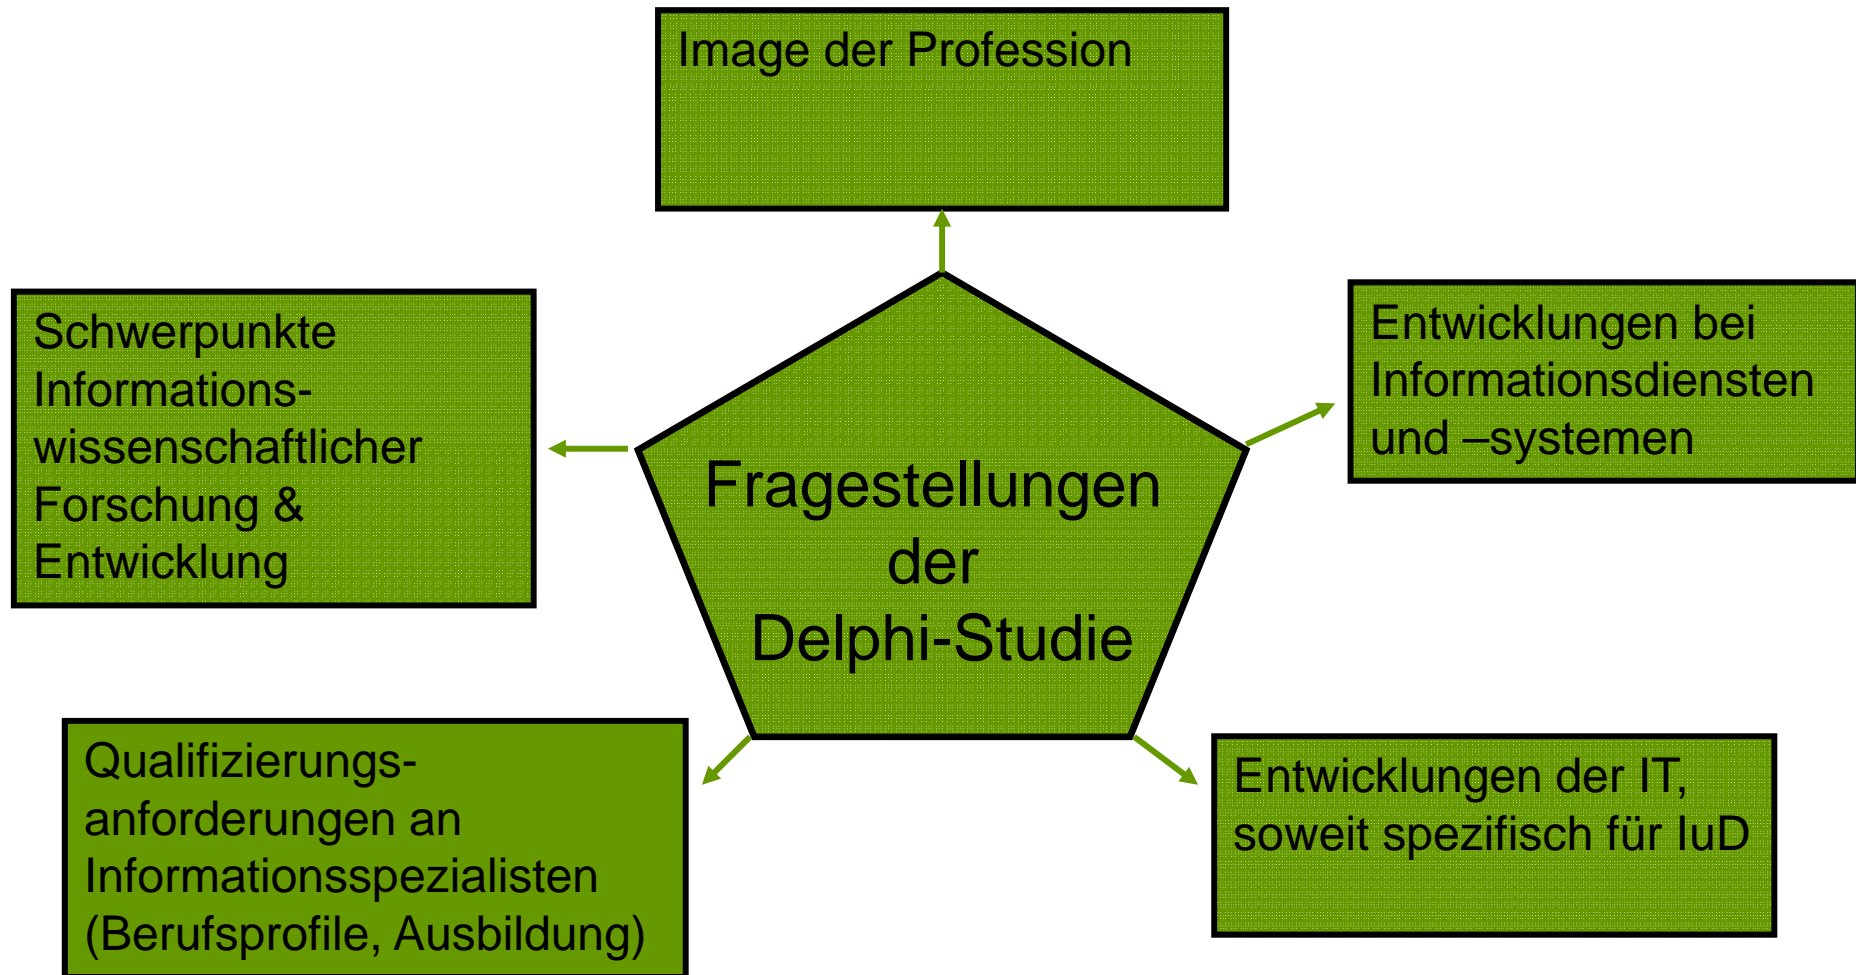 Image der Profession
Schwerpunkte
Informations-
wissenschaftlicher
Forschung &
Entwicklung
Entwicklungen bei
Informationsdiensten
und –systemen
Fragestellungen
der
Delphi-Studie
Qualifizierungs-
anforderungen an
Informationsspezialisten
(Berufsprofile, Ausbildung)
Entwicklungen der IT,
soweit spezifisch für IuD